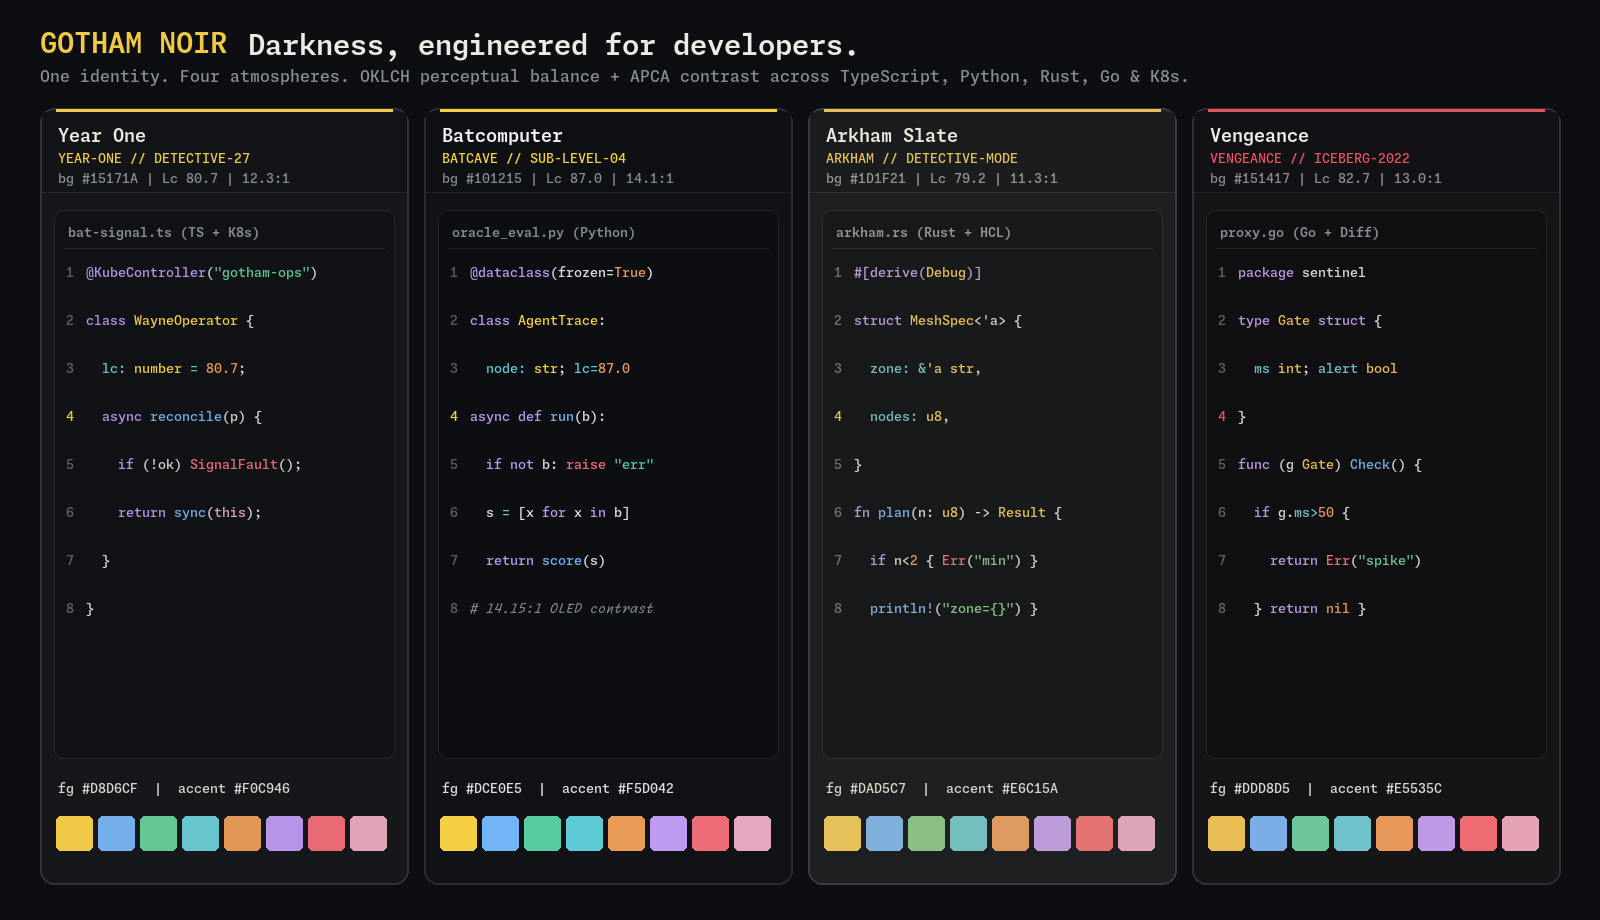 GOTHAM NOIR Darkness, engineered for developers.
One identity. Four atmospheres. OKLCH perceptual balance + APCA contrast across TypeScript, Python, Rust, Go & K8s.
Year One
YEAR-ONE // DETECTIVE-27
bg #15171A | Lc 80.7 | 12.3:1
bat-signal.ts (TS + K8s)
1 @KubeController("gotham-ops")
2 class WayneOperator {
3 lc: number = 80.7;
4 async reconcile(p) {
5 if (!ok) SignalFault();
6 return sync(this);
7 }
8 }
fg #D8D6CF | accent #F0C946
Batcomputer
BATCAVE // SUB-LEVEL-04
bg #101215 | Lc 87.0 | 14.1:1
oracle_eval.py (Python)
1 @dataclass(frozen=True)
2 class AgentTrace:
3 node: str; lc=87.0
4 async def run(b):
5 if not b: raise "err"
6 s = [x for x in b]
7 return score(s)
8 # 14.15:1 OLED contrast
fg #DCE0E5 | accent #F5D042
Arkham Slate
ARKHAM // DETECTIVE-MODE
bg #1D1F21 | Lc 79.2 | 11.3:1
arkham.rs (Rust + HCL)
1 #[derive(Debug)]
2 struct MeshSpec<'a> {
3 zone: &'a str,
4 nodes: u8,
5 }
6 fn plan(n: u8) -> Result {
7 if n<2 { Err("min") }
8 println!("zone={}") }
fg #DAD5C7 | accent #E6C15A
Vengeance
VENGEANCE // ICEBERG-2022
bg #151417 | Lc 82.7 | 13.0:1
proxy.go (Go + Diff)
1 package sentinel
2 type Gate struct {
3 ms int; alert bool
4 }
5 func (g Gate) Check() {
6 if g.ms>50 {
7 return Err("spike")
8 } return nil }
fg #DDD8D5 | accent #E5535C